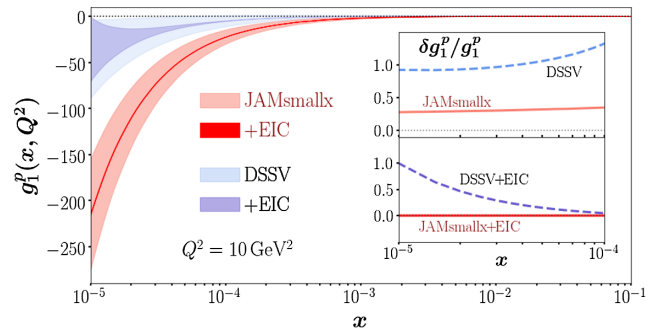 g₁ᵖ(x, Q²)
0
−50
−100
−150
−200
−250
JAMsmallx
+EIC
DSSV
+EIC
Q² = 10 GeV²
10⁻⁵
10⁻⁴
10⁻³
10⁻²
10⁻¹
x
δg₁ᵖ/g₁ᵖ
1.0
0.5
0.0
DSSV
JAMsmallx
1.0
0.5
0.0
DSSV+EIC
JAMsmallx+EIC
10⁻⁵
x
10⁻⁴